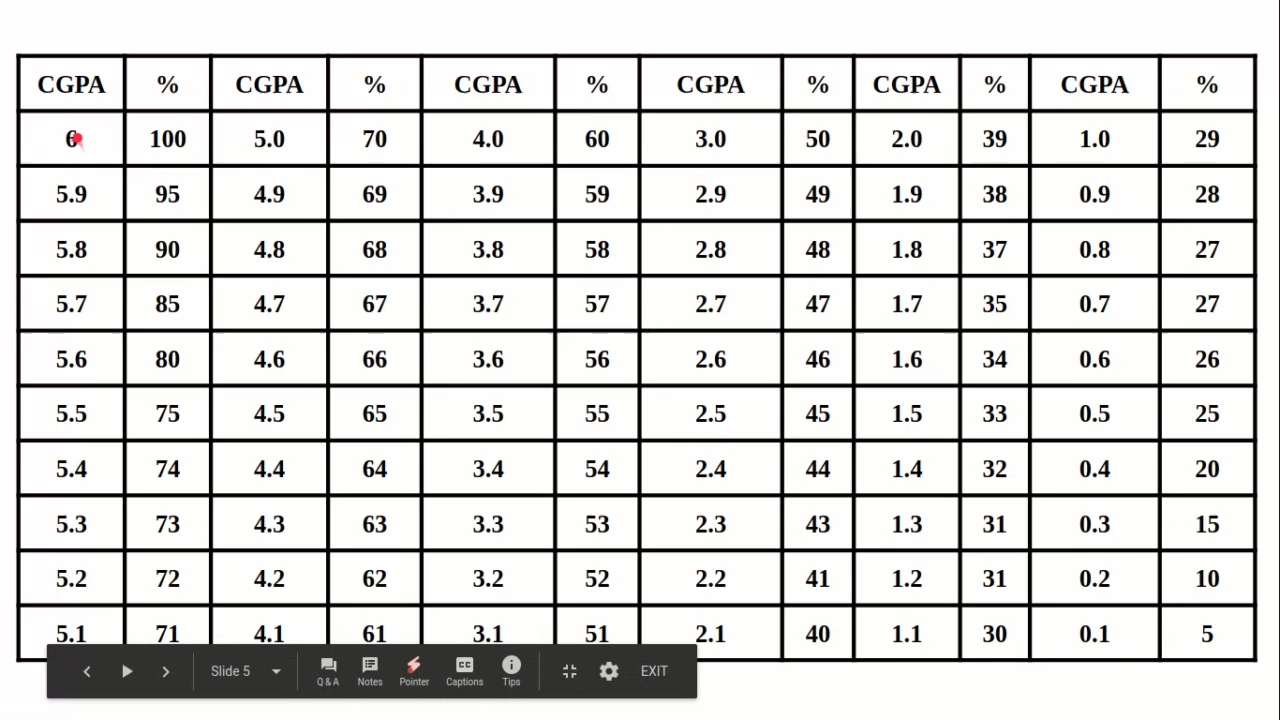 CGPA % CGPA % CGPA % CGPA % CGPA % CGPA %
6 100 5.0 70 4.0 60 3.0 50 2.0 39 1.0 29
5.9 95 4.9 69 3.9 59 2.9 49 1.9 38 0.9 28
5.8 90 4.8 68 3.8 58 2.8 48 1.8 37 0.8 27
5.7 85 4.7 67 3.7 57 2.7 47 1.7 35 0.7 27
5.6 80 4.6 66 3.6 56 2.6 46 1.6 34 0.6 26
5.5 75 4.5 65 3.5 55 2.5 45 1.5 33 0.5 25
5.4 74 4.4 64 3.4 54 2.4 44 1.4 32 0.4 20
5.3 73 4.3 63 3.3 53 2.3 43 1.3 31 0.3 15
5.2 72 4.2 62 3.2 52 2.2 41 1.2 31 0.2 10
5.1 71 4.1 61 3.1 51 2.1 40 1.1 30 0.1 5
Slide 5 Q & A Notes Pointer CC Captions Tips EXIT